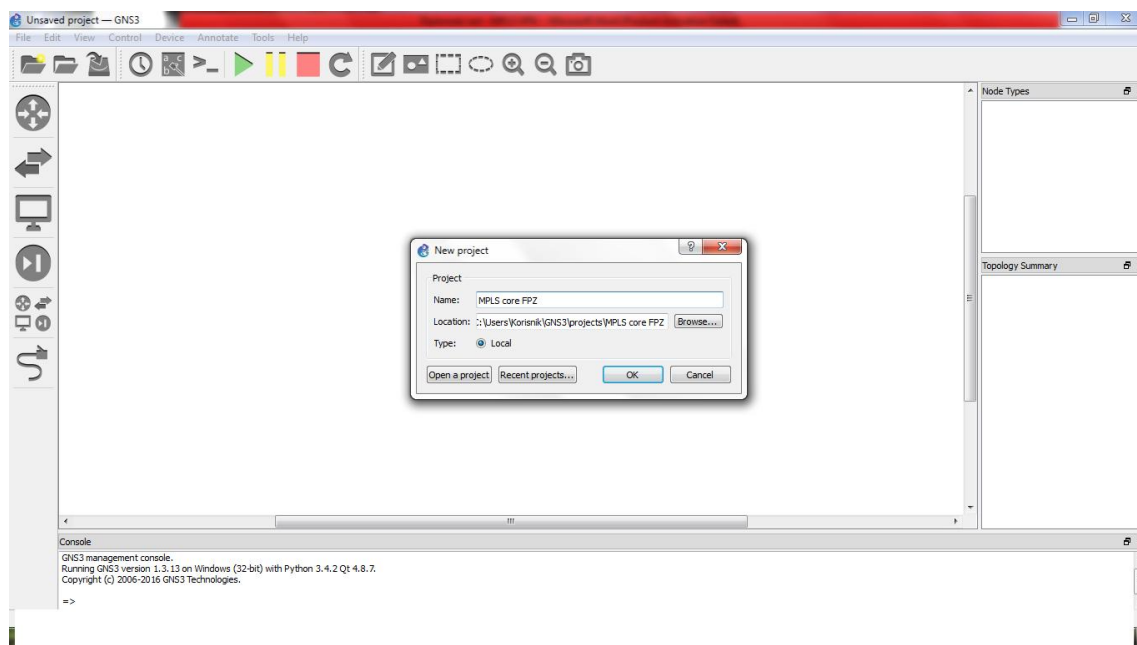 Unsaved project — GNS3
File Edit View Control Device Annotate Tools Help
Node Types
New project
Project
Name: MPLS core FPZ
Location: :\Users\Korisnik\GNS3\projects\MPLS core FPZ Browse...
Type: Local
Open a project Recent projects... OK Cancel
Topology Summary
Console
GNS3 management console.
Running GNS3 version 1.3.13 on Windows (32-bit) with Python 3.4.2 Qt 4.8.7.
Copyright (c) 2006-2016 GNS3 Technologies.
=>